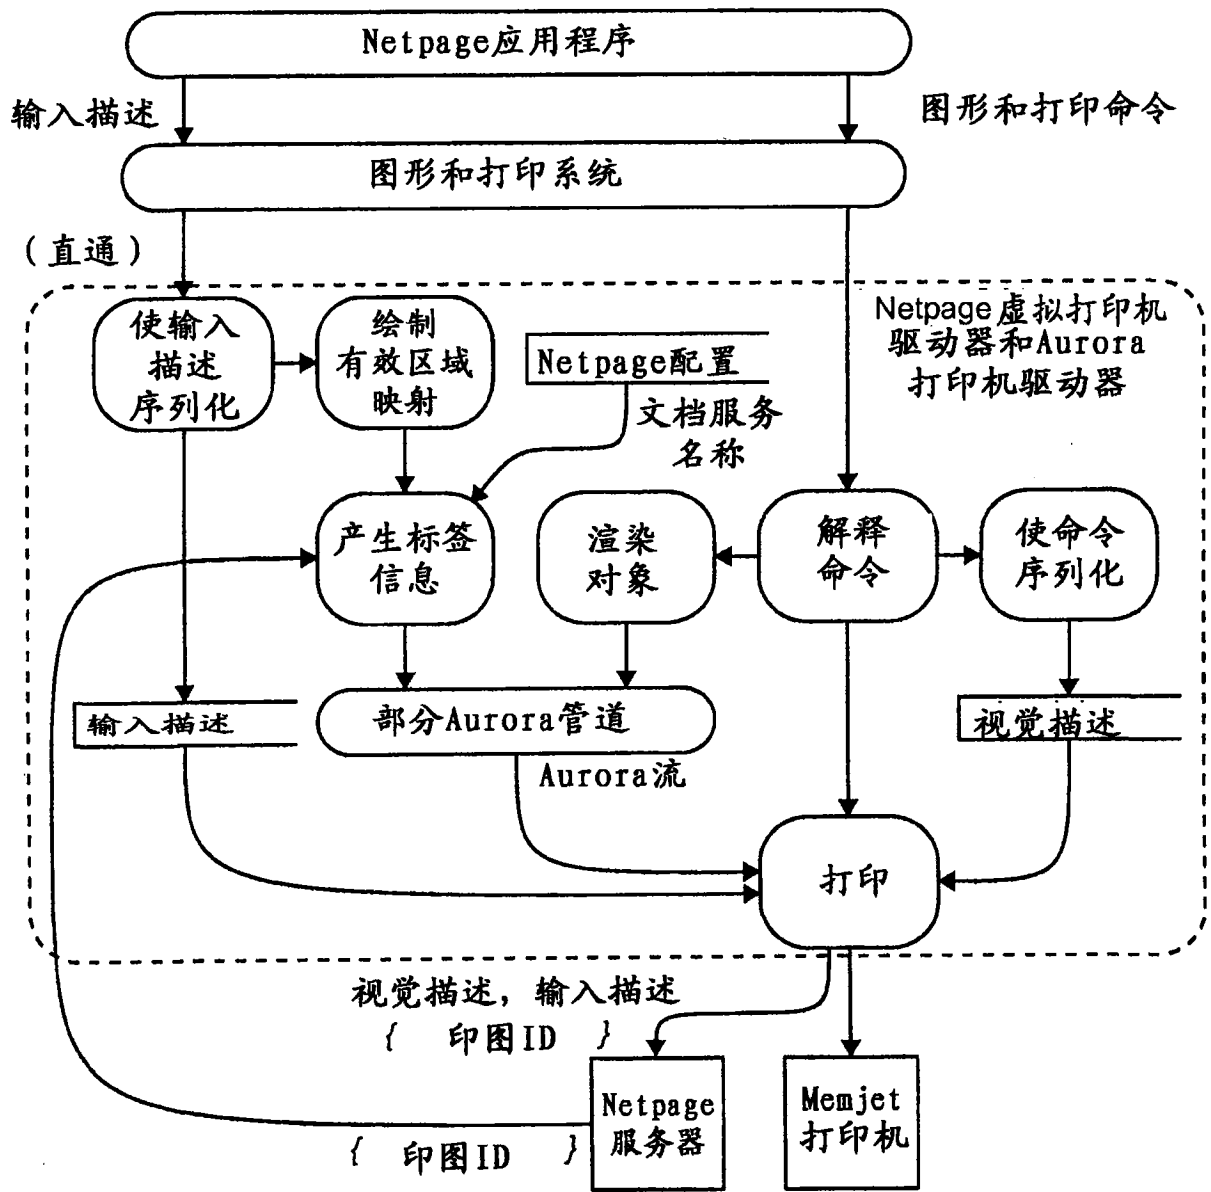 Netpage应用程序
输入描述
图形和打印命令
图形和打印系统
(直通)
使输入
描述
序列化
绘制
有效区域
映射
Netpage配置
Netpage虚拟打印机
驱动器和Aurora
打印机驱动器
文档服务
名称
产生标签
信息
渲染
对象
解释
命令
使命令
序列化
输入描述
部分Aurora管道
视觉描述
Aurora流
打印
视觉描述，输入描述
{ 印图ID }
Netpage
服务器
Memjet
打印机
{ 印图ID }